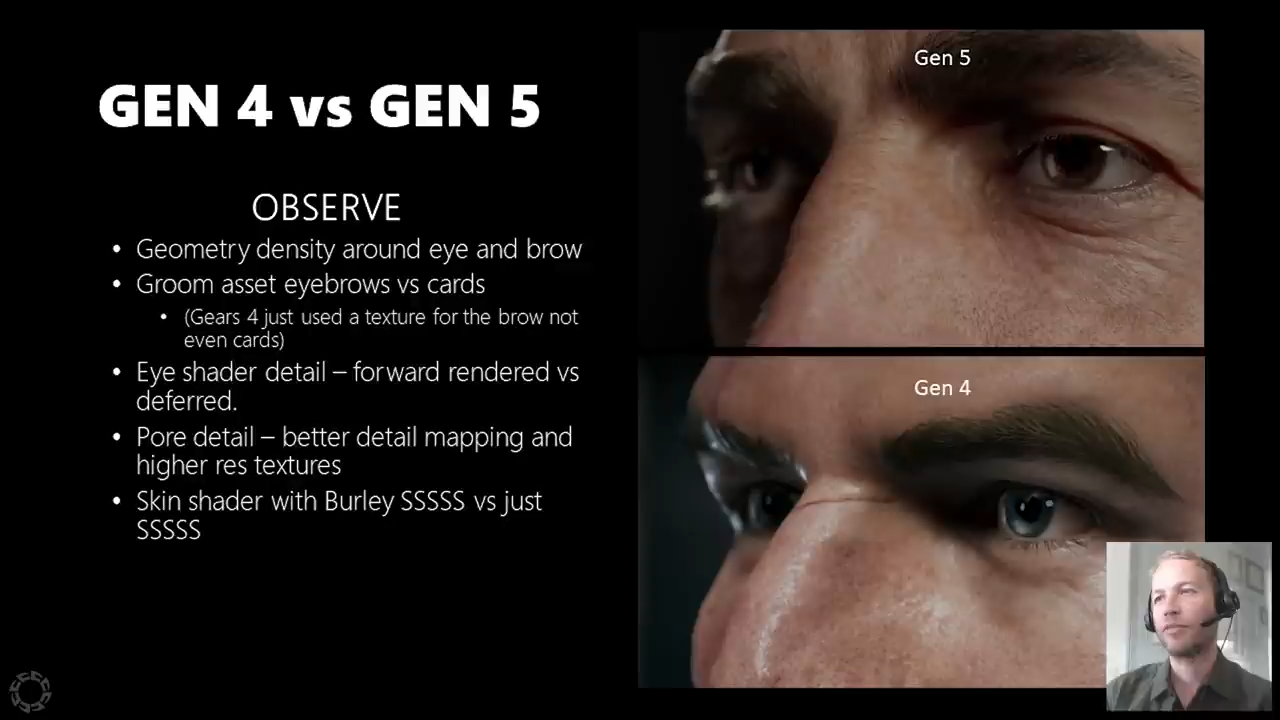 GEN 4 vs GEN 5
OBSERVE
• Geometry density around eye and brow
• Groom asset eyebrows vs cards
• (Gears 4 just used a texture for the brow not
even cards)
• Eye shader detail – forward rendered vs
deferred.
• Pore detail – better detail mapping and
higher res textures
• Skin shader with Burley SSSSS vs just
SSSSS
Gen 5
Gen 4